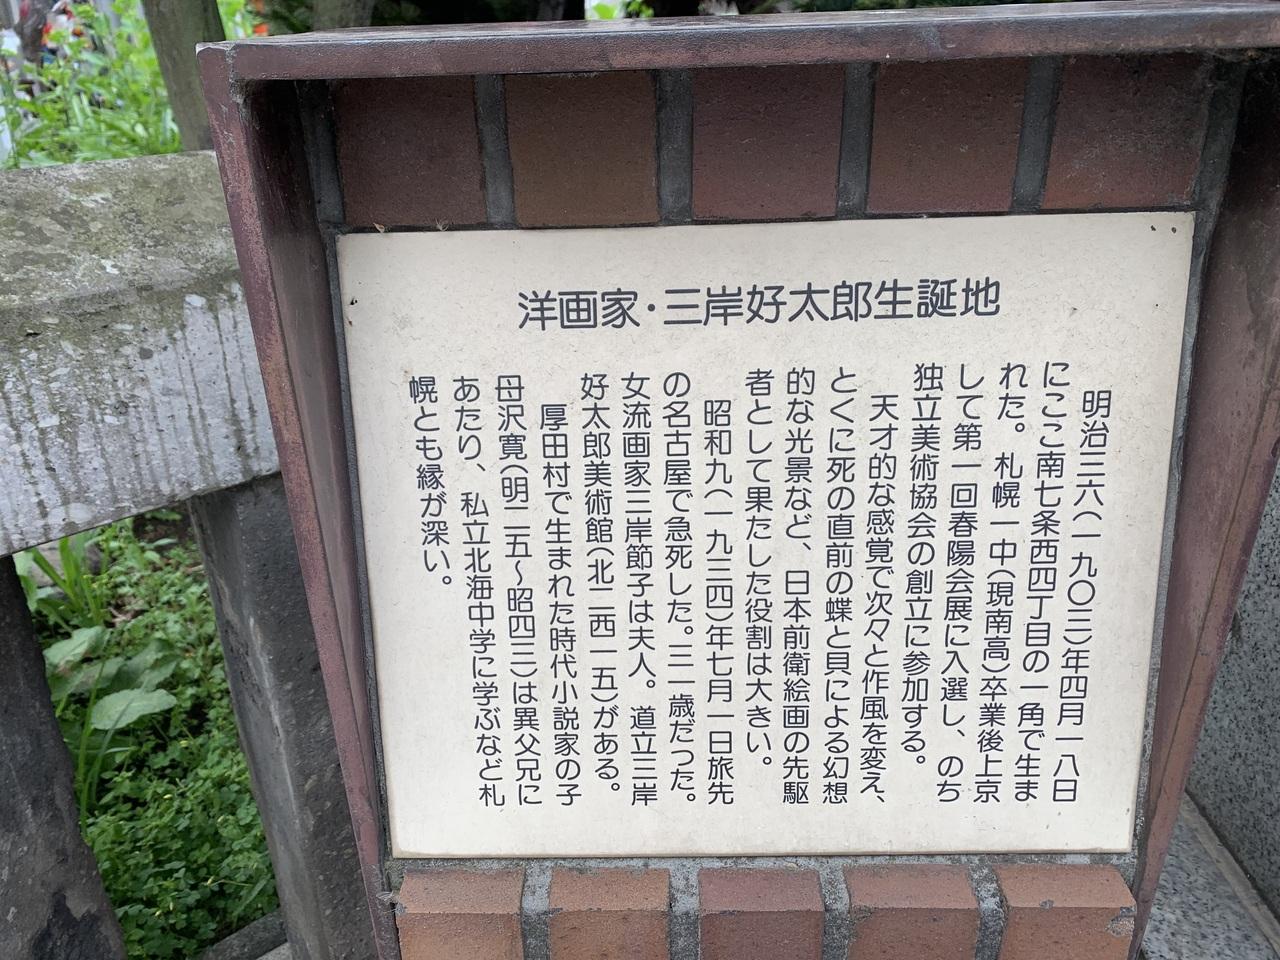 洋画家・三岸好太郎生誕地
明治三六(一九〇三)年四月一八日
にここ南七条西四丁目の一角で生ま
れた。札幌一中(現南高)卒業後上京
して第一回春陽会展に入選し、のち
独立美術協会の創立に参加する。
天才的な感覚で次々と作風を変え、
とくに死の直前の蝶と貝による幻想
的な光景など、日本前衛絵画の先駆
者として果たした役割は大きい。
昭和九(一九三四)年七月一日旅先
の名古屋で急死した。三一歳だった。
女流画家三岸節子は夫人。道立三岸
好太郎美術館(北二西一五)がある。
厚田村で生まれた時代小説家の子
母沢寛(明二五〜昭四三)は異父兄に
あたり、私立北海中学に学ぶなど札
幌とも縁が深い。